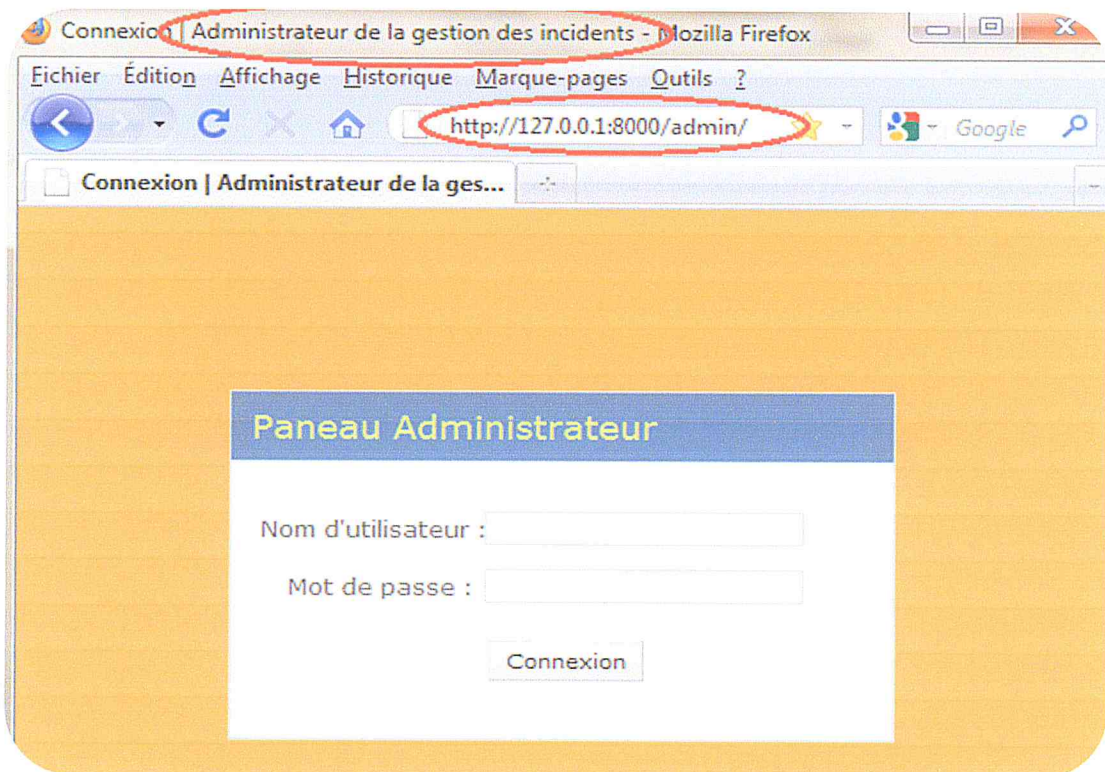 Connexion | Administrateur de la gestion des incidents - Mozilla Firefox
Fichier Édition Affichage Historique Marque-pages Outils ?
http://127.0.0.1:8000/admin/ Google
Connexion | Administrateur de la ges...
Paneau Administrateur
Nom d'utilisateur :
Mot de passe :
Connexion